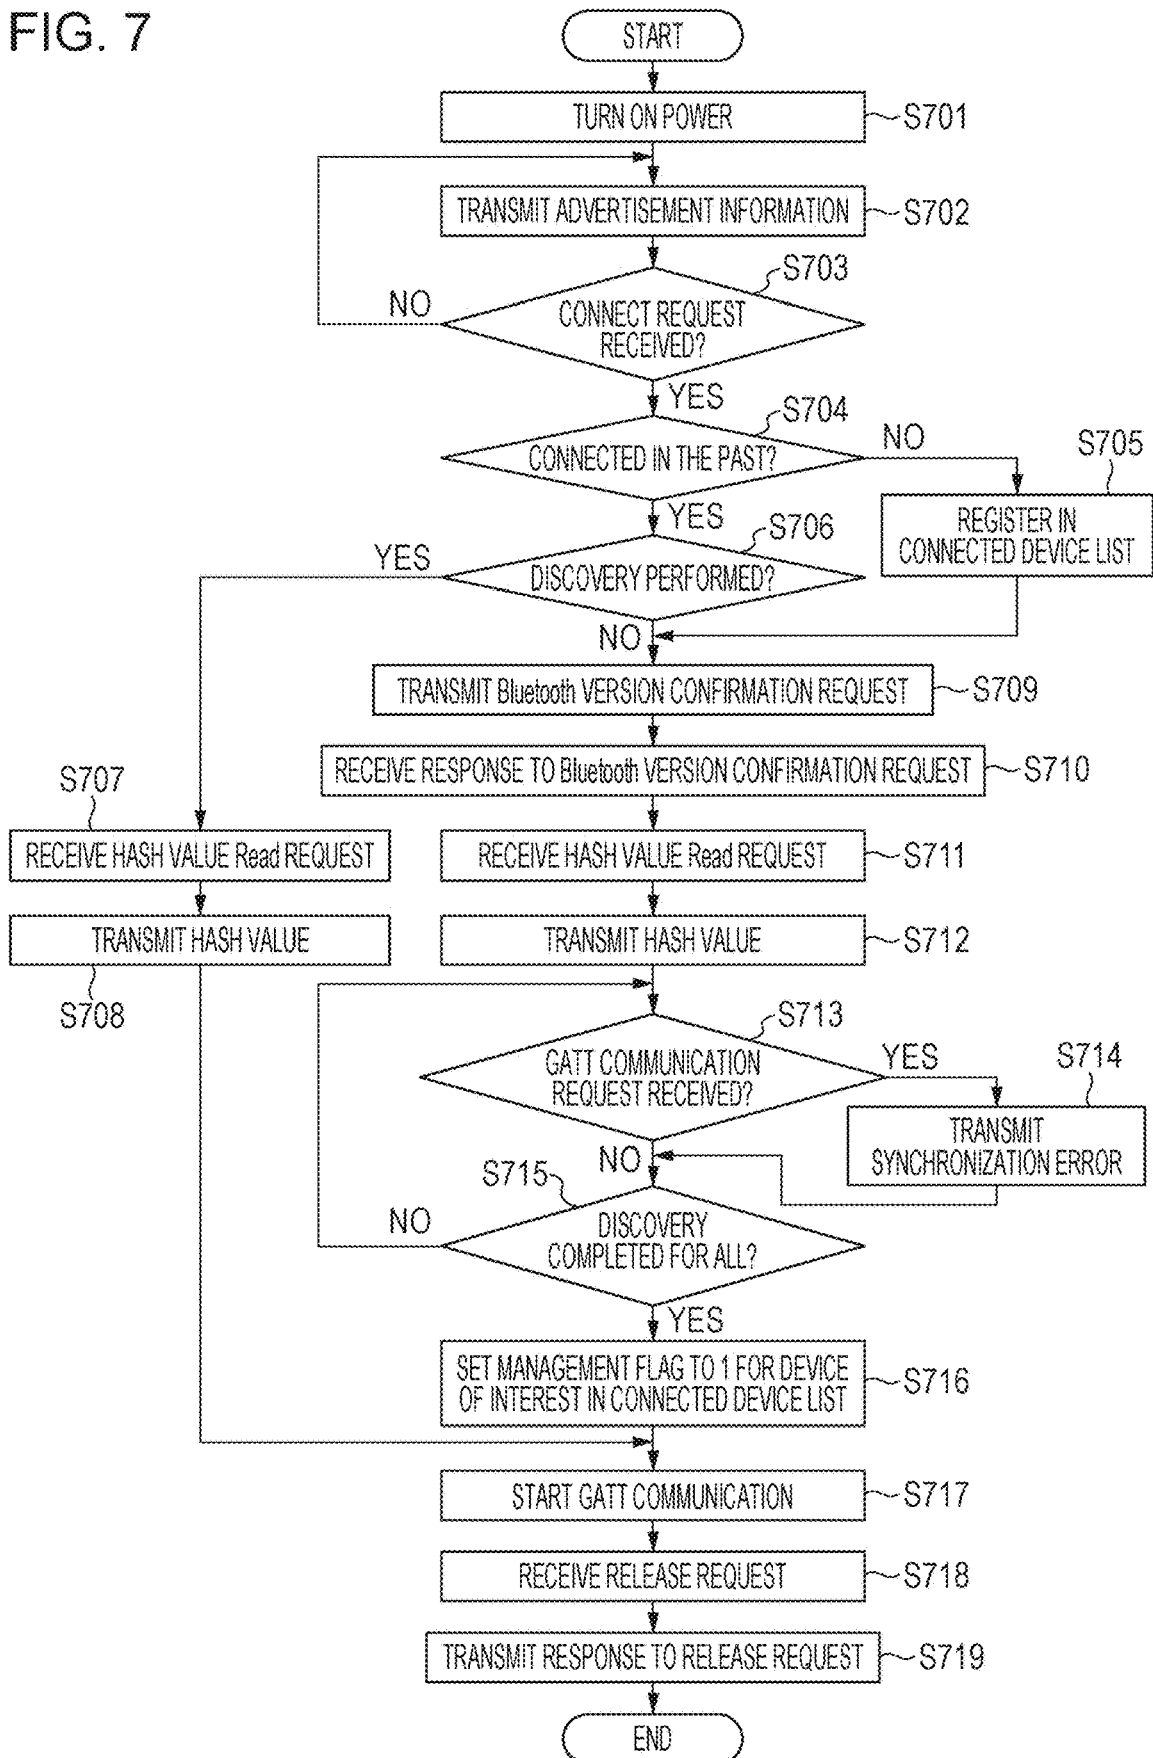 FIG. 7
START
TURN ON POWER
S701
TRANSMIT ADVERTISEMENT INFORMATION
S702
S703
NO
CONNECT REQUEST
RECEIVED?
YES
S704
NO
CONNECTED IN THE PAST?
S705
REGISTER IN
CONNECTED DEVICE LIST
YES
S706
YES
DISCOVERY PERFORMED?
NO
TRANSMIT Bluetooth VERSION CONFIRMATION REQUEST
S709
RECEIVE RESPONSE TO Bluetooth VERSION CONFIRMATION REQUEST
S710
S707
RECEIVE HASH VALUE Read REQUEST
RECEIVE HASH VALUE Read REQUEST
S711
TRANSMIT HASH VALUE
TRANSMIT HASH VALUE
S712
S708
S713
GATT COMMUNICATION
REQUEST RECEIVED?
YES
S714
TRANSMIT
SYNCHRONIZATION ERROR
NO
S715
NO
DISCOVERY
COMPLETED FOR ALL?
YES
SET MANAGEMENT FLAG TO 1 FOR DEVICE
OF INTEREST IN CONNECTED DEVICE LIST
S716
START GATT COMMUNICATION
S717
RECEIVE RELEASE REQUEST
S718
TRANSMIT RESPONSE TO RELEASE REQUEST
S719
END